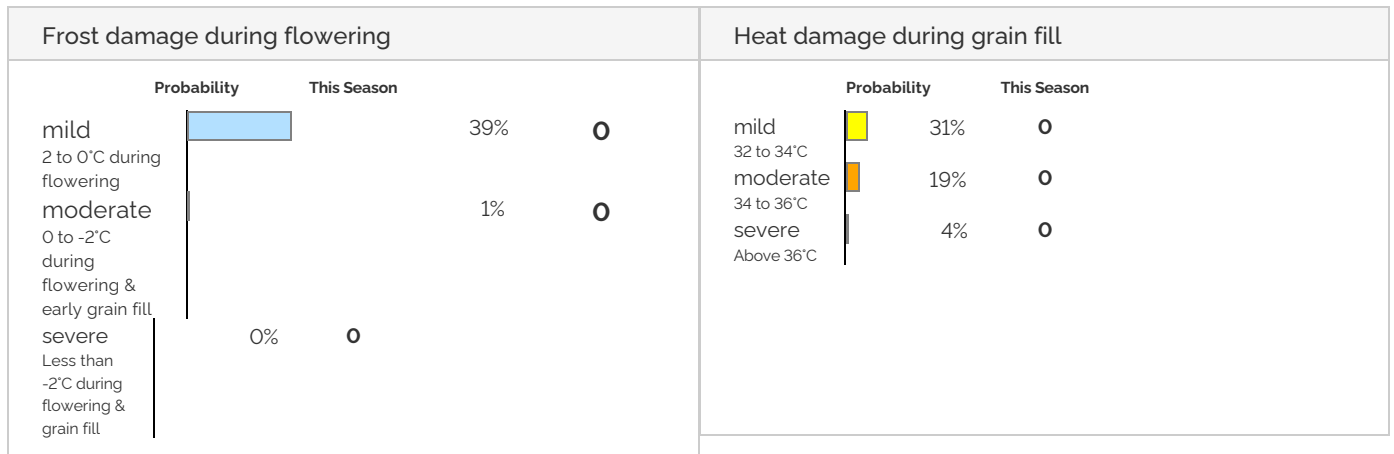 Frost damage during flowering
Probability This Season
mild 39% 0
2 to 0°C during
flowering
moderate 1% 0
0 to -2°C
during
flowering &
early grain fill
severe 0% 0
Less than
-2°C during
flowering &
grain fill
Heat damage during grain fill
Probability This Season
mild 31% 0
32 to 34°C
moderate 19% 0
34 to 36°C
severe 4% 0
Above 36°C